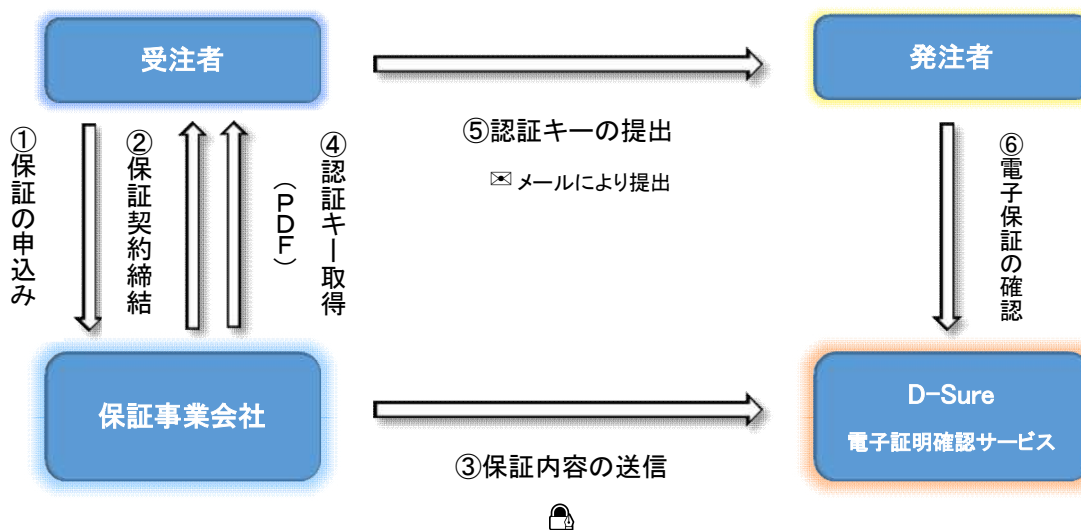 受注者
発注者
①保証の申込み
②保証契約締結
④認証キー取得
（PDF）
⑤認証キーの提出
メールにより提出
⑥電子保証の確認
保証事業会社
D-Sure
電子証明確認サービス
③保証内容の送信